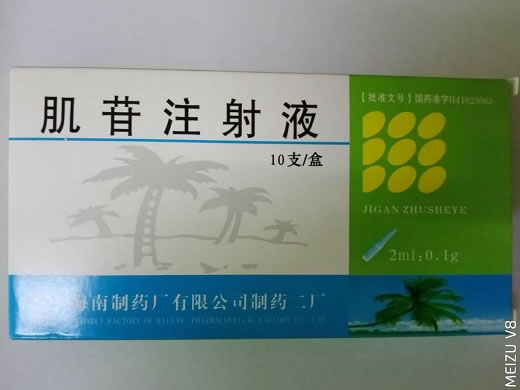 肌苷注射液
10支/盒
【批准文号】国药准字H41023003
JIGAN ZHUSHEYE
2ml:0.1g
海南制药厂有限公司制药二厂
FACTORY OF HAINAN PHARMACEUTICAL FACTORY CO., LTD
MEIZU V8